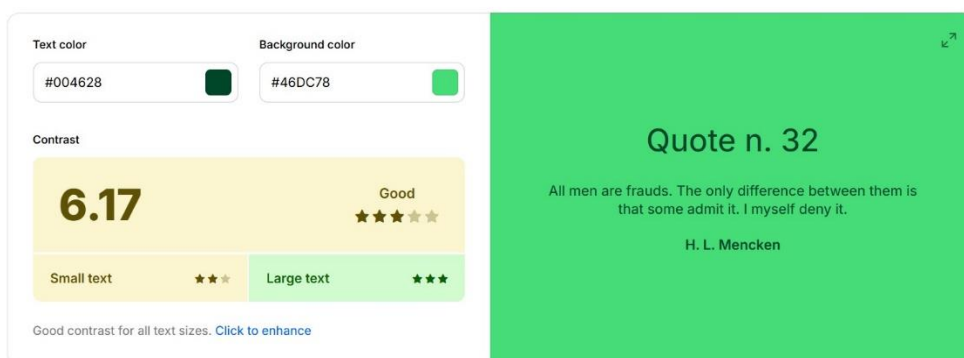 Text color
Background color
#004628
#46DC78
Contrast
6.17
Good
Small text
Large text
Good contrast for all text sizes. Click to enhance
Quote n. 32
All men are frauds. The only difference between them is
that some admit it. I myself deny it.
H. L. Mencken